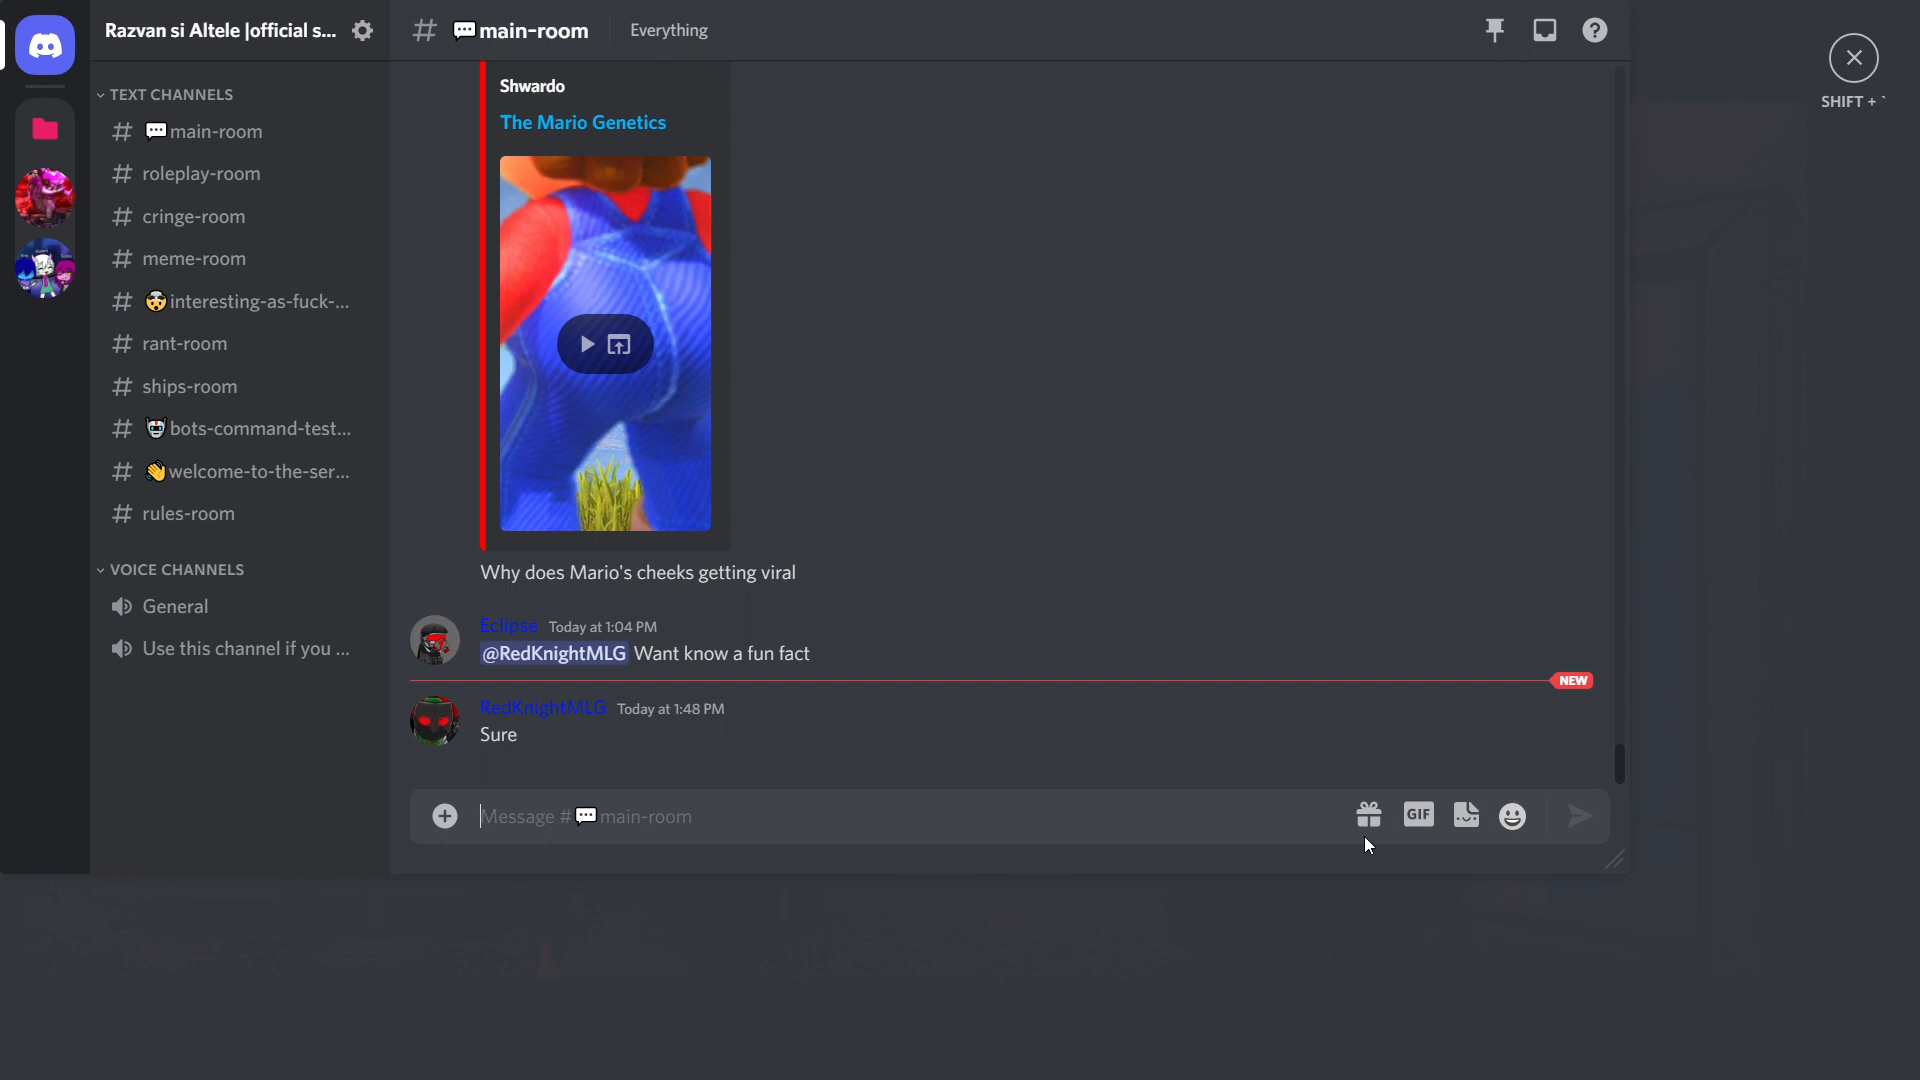 Razvan si Altele |official s...
TEXT CHANNELS
# 💬main-room
# roleplay-room
# cringe-room
# meme-room
# 🤯interesting-as-fuck-...
# rant-room
# ships-room
# 🤖bots-command-test...
# 👋welcome-to-the-ser...
# rules-room
VOICE CHANNELS
General
Use this channel if you ...
# 💬main-room Everything
Shwardo
The Mario Genetics
Why does Mario's cheeks getting viral
Eclipse Today at 1:04 PM
@RedKnightMLG Want know a fun fact
NEW
RedKnightMLG Today at 1:48 PM
Sure
Message #💬main-room
GIF
SHIFT + `